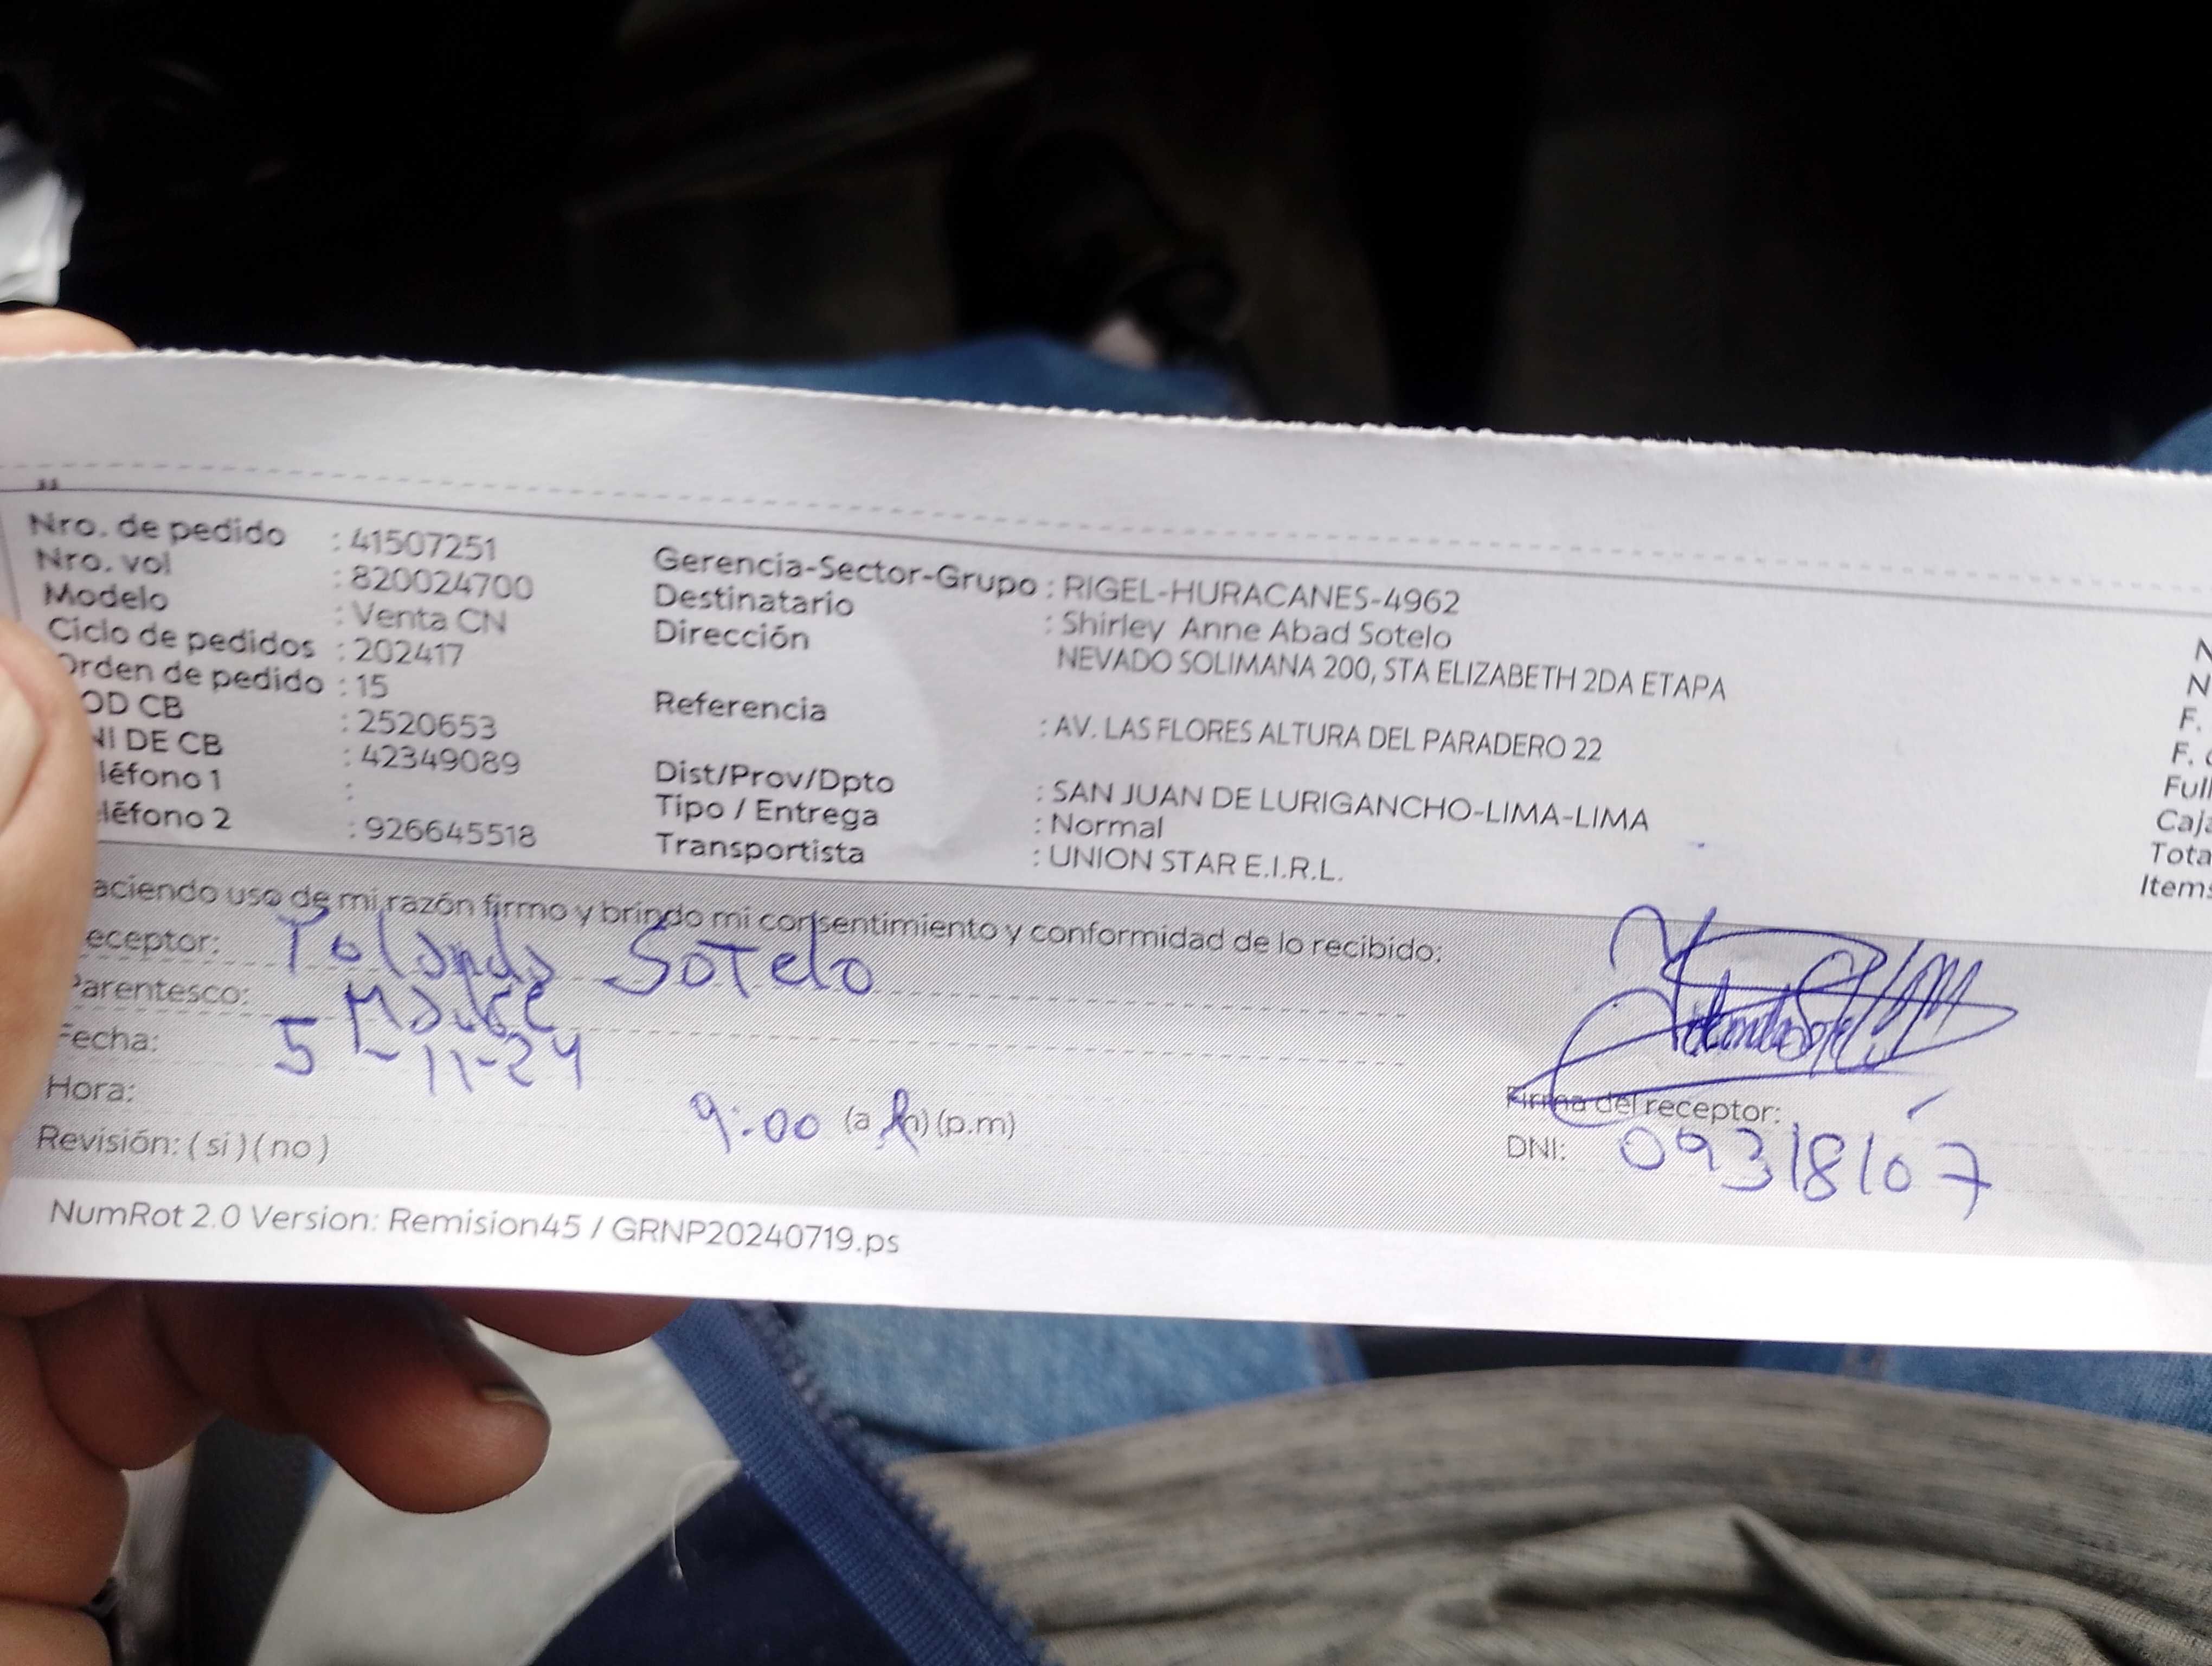 Nro. de pedido : 41507251
Nro. vol : 820024700
Modelo : Venta CN
Ciclo de pedidos : 202417
Orden de pedido : 15
OD CB : 2520653
NI DE CB : 42349089
léfono 1 :
léfono 2 : 926645518
Gerencia-Sector-Grupo : RIGEL-HURACANES-4962
Destinatario : Shirley Anne Abad Sotelo
Dirección NEVADO SOLIMANA 200, STA ELIZABETH 2DA ETAPA
Referencia : AV. LAS FLORES ALTURA DEL PARADERO 22
Dist/Prov/Dpto : SAN JUAN DE LURIGANCHO-LIMA-LIMA
Tipo / Entrega : Normal
Transportista : UNION STAR E.I.R.L.
N
N
F.
F.
Full
Caja
Tota
Items
aciendo uso de mi razón firmo y brindo mi consentimiento y conformidad de lo recibido:
eceptor: Yolanda Sotelo
Parentesco: Madre
Fecha: 5-11-24
Hora: 9:00 (a m) (p.m)
Revisión: ( si ) ( no )
Firma del receptor:
DNI: 09318107
NumRot 2.0 Version: Remision45 / GRNP20240719.ps